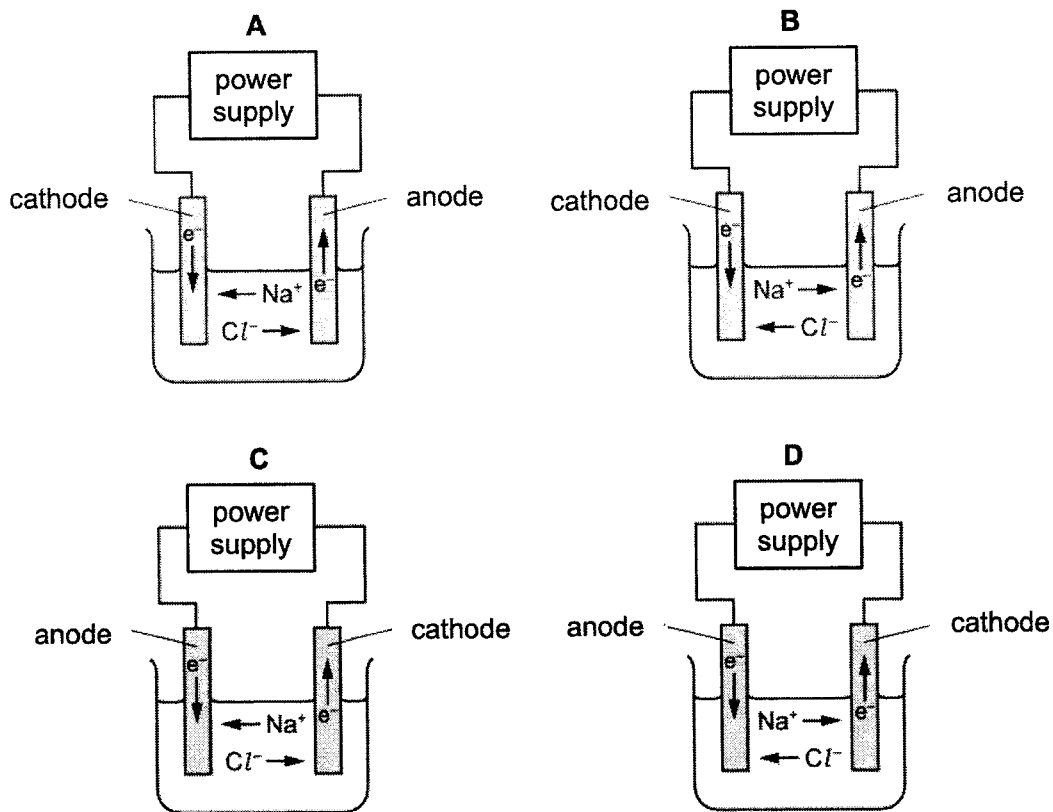 A
power
supply
cathode
anode
e⁻
e⁻
Na⁺
Cl⁻
B
power
supply
cathode
anode
e⁻
e⁻
Na⁺
Cl⁻
C
power
supply
anode
cathode
e⁻
e⁻
Na⁺
Cl⁻
D
power
supply
anode
cathode
e⁻
e⁻
Na⁺
Cl⁻